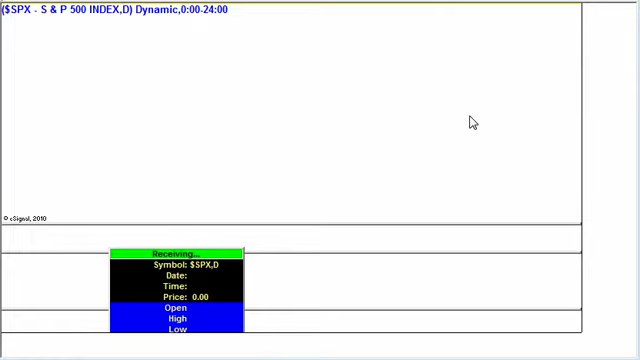 ($SPX - S & P 500 INDEX,D) Dynamic,0:00-24:00
© eSignal, 2010
Receiving...
Symbol: $SPX,D
Date:
Time:
Price: 0.00
Open
High
Low